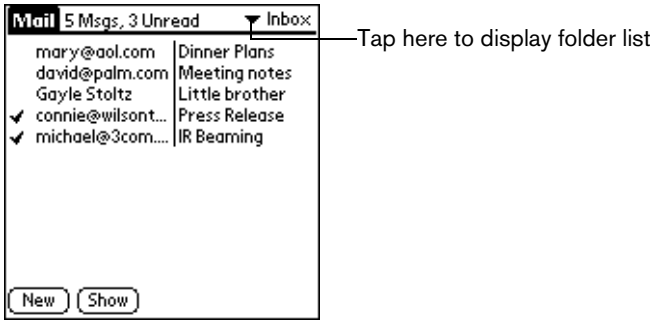 Mail 5 Msgs, 3 Unread Inbox
Tap here to display folder list
mary@aol.com Dinner Plans
david@palm.com Meeting notes
Gayle Stoltz Little brother
connie@wilsont... Press Release
michael@3com.... IR Beaming
New Show